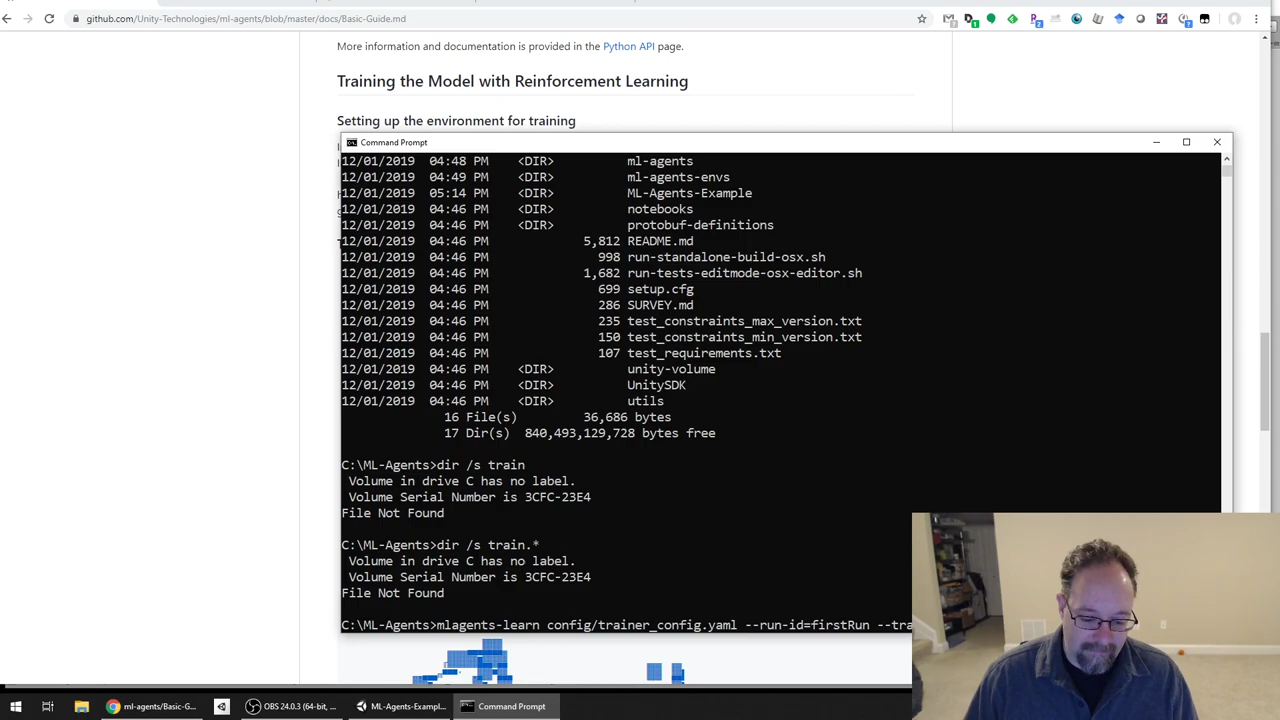 github.com/Unity-Technologies/ml-agents/blob/master/docs/Basic-Guide.md
More information and documentation is provided in the Python API page.
Training the Model with Reinforcement Learning
Setting up the environment for training
Command Prompt
12/01/2019 04:48 PM <DIR> ml-agents
12/01/2019 04:49 PM <DIR> ml-agents-envs
12/01/2019 05:14 PM <DIR> ML-Agents-Example
12/01/2019 04:46 PM <DIR> notebooks
12/01/2019 04:46 PM <DIR> protobuf-definitions
12/01/2019 04:46 PM 5,812 README.md
12/01/2019 04:46 PM 998 run-standalone-build-osx.sh
12/01/2019 04:46 PM 1,682 run-tests-editmode-osx-editor.sh
12/01/2019 04:46 PM 699 setup.cfg
12/01/2019 04:46 PM 286 SURVEY.md
12/01/2019 04:46 PM 235 test_constraints_max_version.txt
12/01/2019 04:46 PM 150 test_constraints_min_version.txt
12/01/2019 04:46 PM 107 test_requirements.txt
12/01/2019 04:46 PM <DIR> unity-volume
12/01/2019 04:46 PM <DIR> UnitySDK
12/01/2019 04:46 PM <DIR> utils
16 File(s) 36,686 bytes
17 Dir(s) 840,493,129,728 bytes free
C:\ML-Agents>dir /s train
Volume in drive C has no label.
Volume Serial Number is 3CFC-23E4
File Not Found
C:\ML-Agents>dir /s train.*
Volume in drive C has no label.
Volume Serial Number is 3CFC-23E4
File Not Found
C:\ML-Agents>mlagents-learn config/trainer_config.yaml --run-id=firstRun --tra
ml-agents/Basic-G...
OBS 24.0.3 (64-bit, ...
ML-Agents-Exampl...
Command Prompt